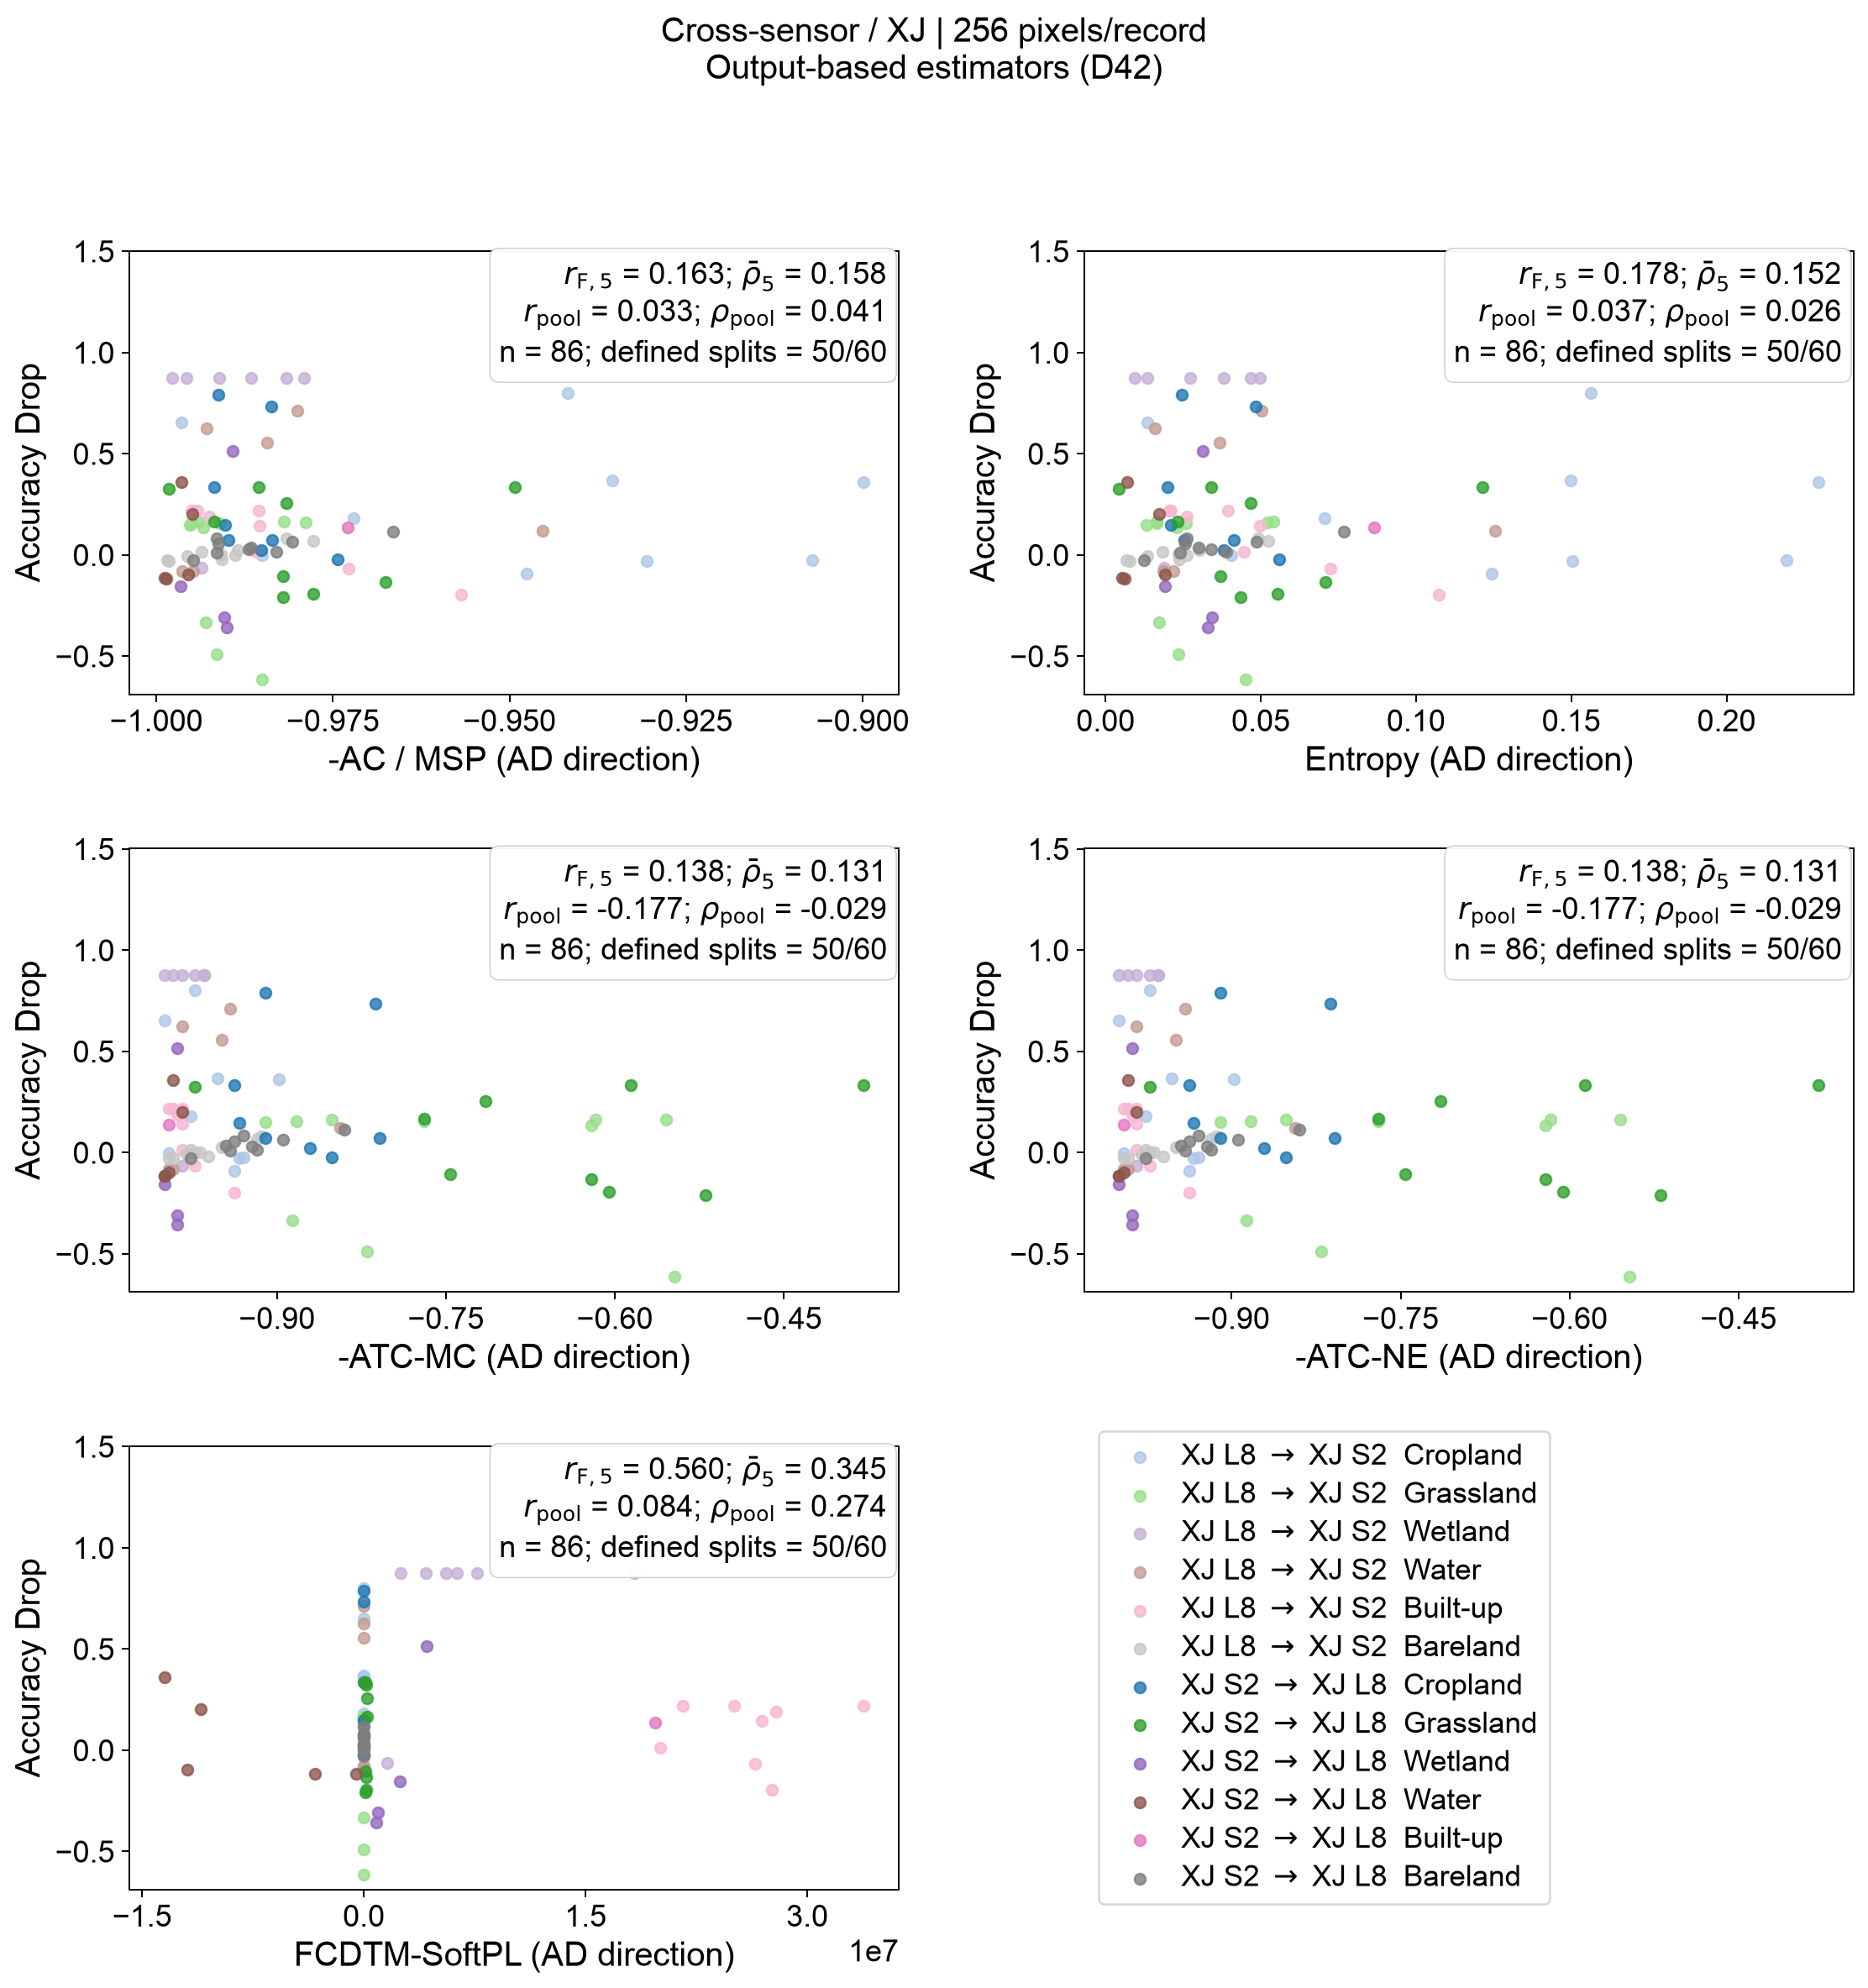 Cross-sensor / XJ | 256 pixels/record
Output-based estimators (D42)
r_F,5 = 0.163; ρ̄_5 = 0.158
r_pool = 0.033; ρ_pool = 0.041
n = 86; defined splits = 50/60
1.5
1.0
0.5
0.0
−0.5
Accuracy Drop
−1.000 −0.975 −0.950 −0.925 −0.900
-AC / MSP (AD direction)
r_F,5 = 0.178; ρ̄_5 = 0.152
r_pool = 0.037; ρ_pool = 0.026
n = 86; defined splits = 50/60
1.5
1.0
0.5
0.0
−0.5
Accuracy Drop
0.00 0.05 0.10 0.15 0.20
Entropy (AD direction)
r_F,5 = 0.138; ρ̄_5 = 0.131
r_pool = -0.177; ρ_pool = -0.029
n = 86; defined splits = 50/60
1.5
1.0
0.5
0.0
−0.5
Accuracy Drop
−0.90 −0.75 −0.60 −0.45
-ATC-MC (AD direction)
r_F,5 = 0.138; ρ̄_5 = 0.131
r_pool = -0.177; ρ_pool = -0.029
n = 86; defined splits = 50/60
1.5
1.0
0.5
0.0
−0.5
Accuracy Drop
−0.90 −0.75 −0.60 −0.45
-ATC-NE (AD direction)
r_F,5 = 0.560; ρ̄_5 = 0.345
r_pool = 0.084; ρ_pool = 0.274
n = 86; defined splits = 50/60
1.5
1.0
0.5
0.0
−0.5
Accuracy Drop
−1.5 0.0 1.5 3.0
1e7
FCDTM-SoftPL (AD direction)
XJ L8 → XJ S2 Cropland
XJ L8 → XJ S2 Grassland
XJ L8 → XJ S2 Wetland
XJ L8 → XJ S2 Water
XJ L8 → XJ S2 Built-up
XJ L8 → XJ S2 Bareland
XJ S2 → XJ L8 Cropland
XJ S2 → XJ L8 Grassland
XJ S2 → XJ L8 Wetland
XJ S2 → XJ L8 Water
XJ S2 → XJ L8 Built-up
XJ S2 → XJ L8 Bareland